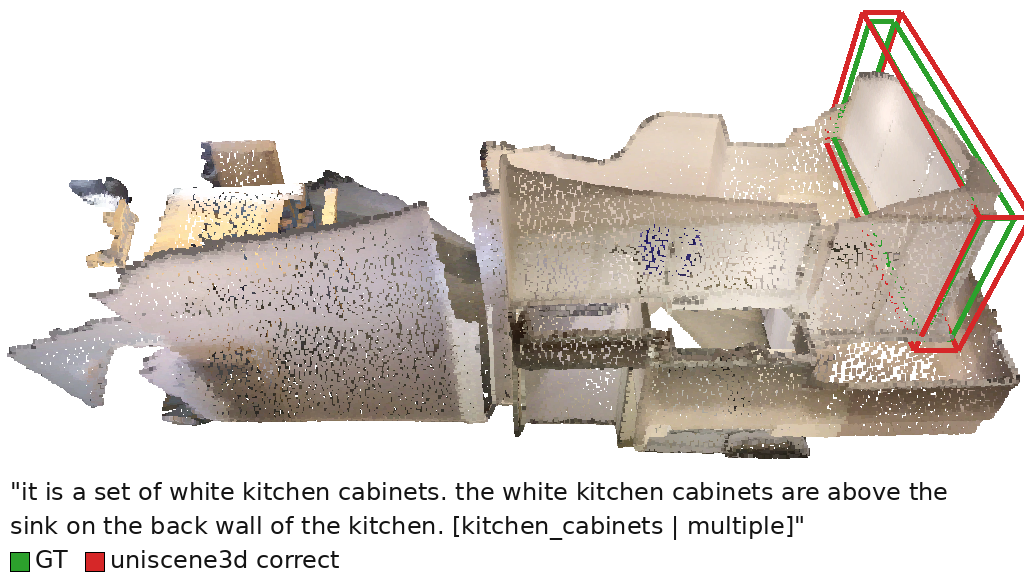 "it is a set of white kitchen cabinets. the white kitchen cabinets are above the
sink on the back wall of the kitchen. [kitchen_cabinets | multiple]"
GT uniscene3d correct